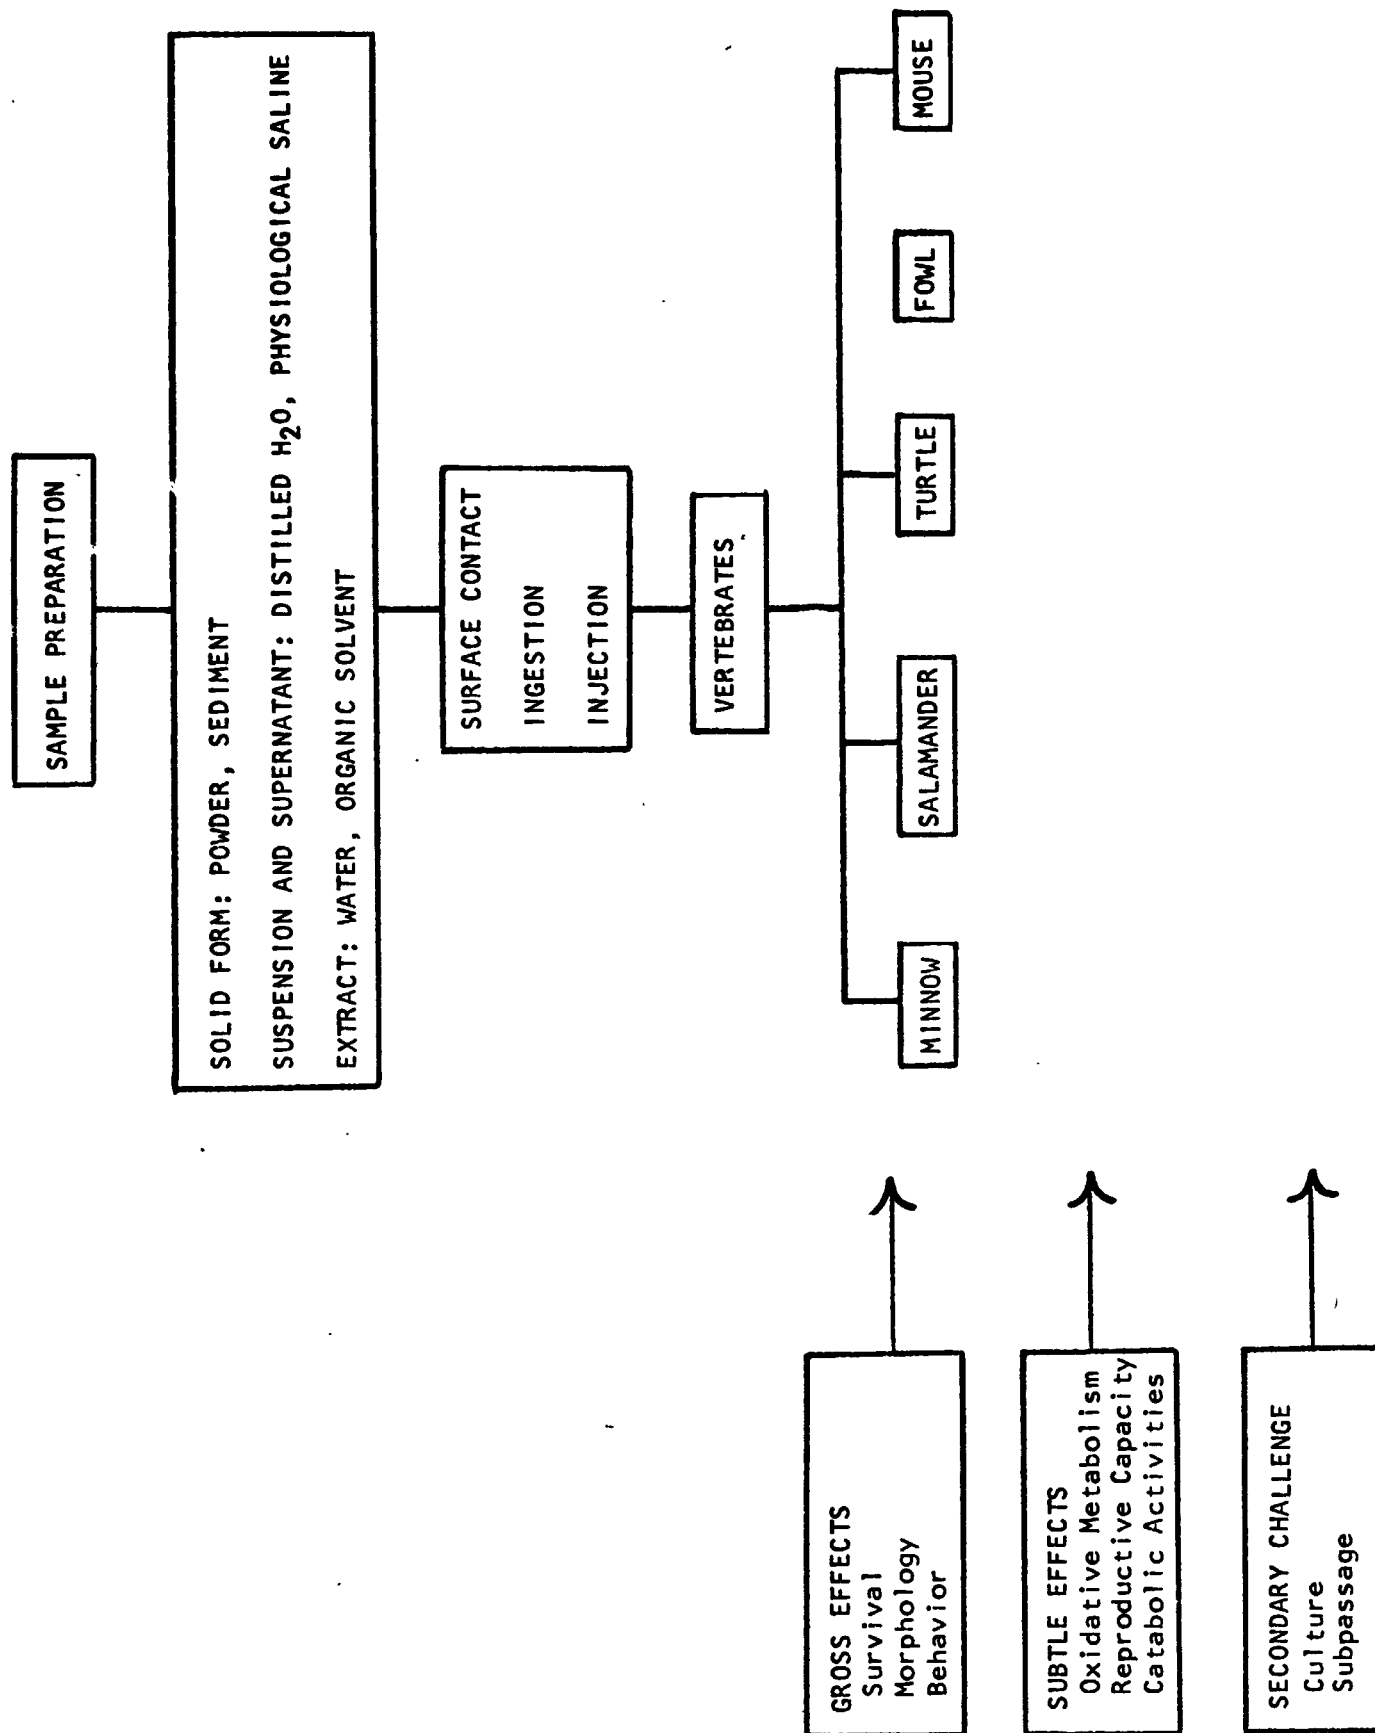 SAMPLE PREPARATION
SOLID FORM: POWDER, SEDIMENT
SUSPENSION AND SUPERNATANT: DISTILLED H₂O, PHYSIOLOGICAL SALINE
EXTRACT: WATER, ORGANIC SOLVENT
SURFACE CONTACT
INGESTION
INJECTION
VERTEBRATES
MINNOW
SALAMANDER
TURTLE
FOWL
MOUSE
GROSS EFFECTS
Survival
Morphology
Behavior
SUBTLE EFFECTS
Oxidative Metabolism
Reproductive Capacity
Catabolic Activities
SECONDARY CHALLENGE
Culture
Subpassage